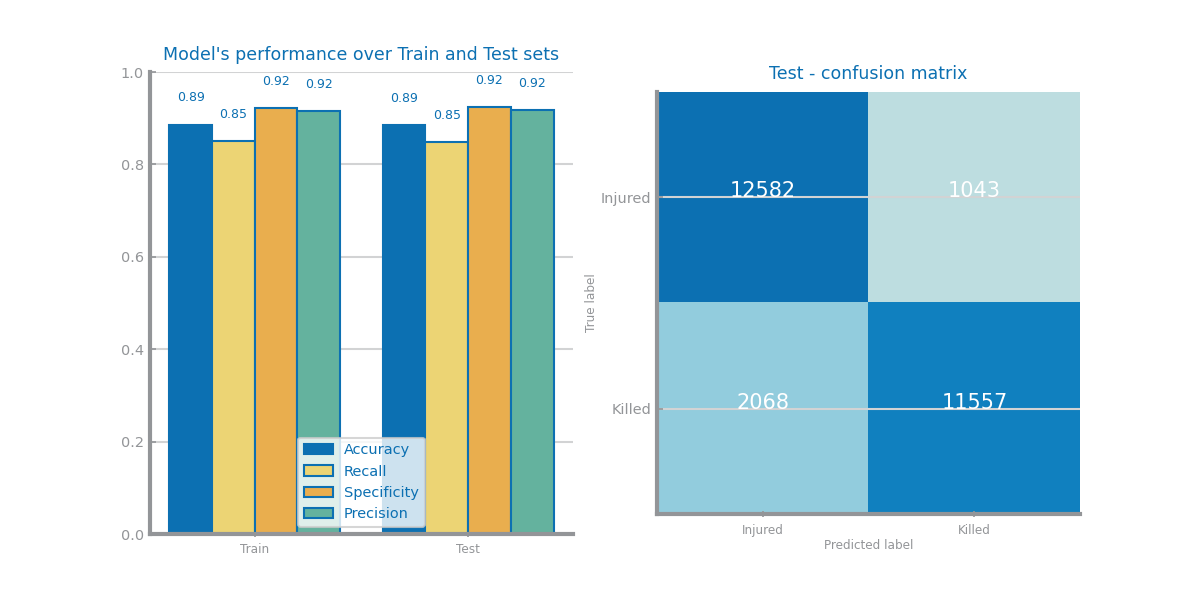 Model's performance over Train and Test sets
1.0
0.8
0.6
0.4
0.2
0.0
0.89
0.85
0.92
0.92
0.89
0.85
0.92
0.92
Accuracy
Recall
Specificity
Precision
Train
Test
Test - confusion matrix
True label
Injured
12582
1043
Killed
2068
11557
Injured
Killed
Predicted label